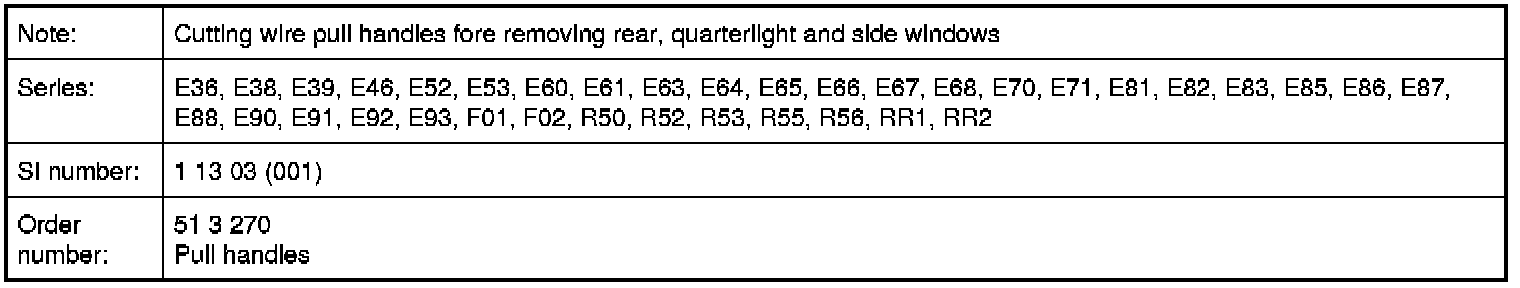 Note: Cutting wire pull handles fore removing rear, quarterlight and side windows
Series: E36, E38, E39, E46, E52, E53, E60, E61, E63, E64, E65, E66, E67, E68, E70, E71, E81, E82, E83, E85, E86, E87,
E88, E90, E91, E92, E93, F01, F02, R50, R52, R53, R55, R56, RR1, RR2
SI number: 1 13 03 (001)
Order number: 51 3 270
Pull handles